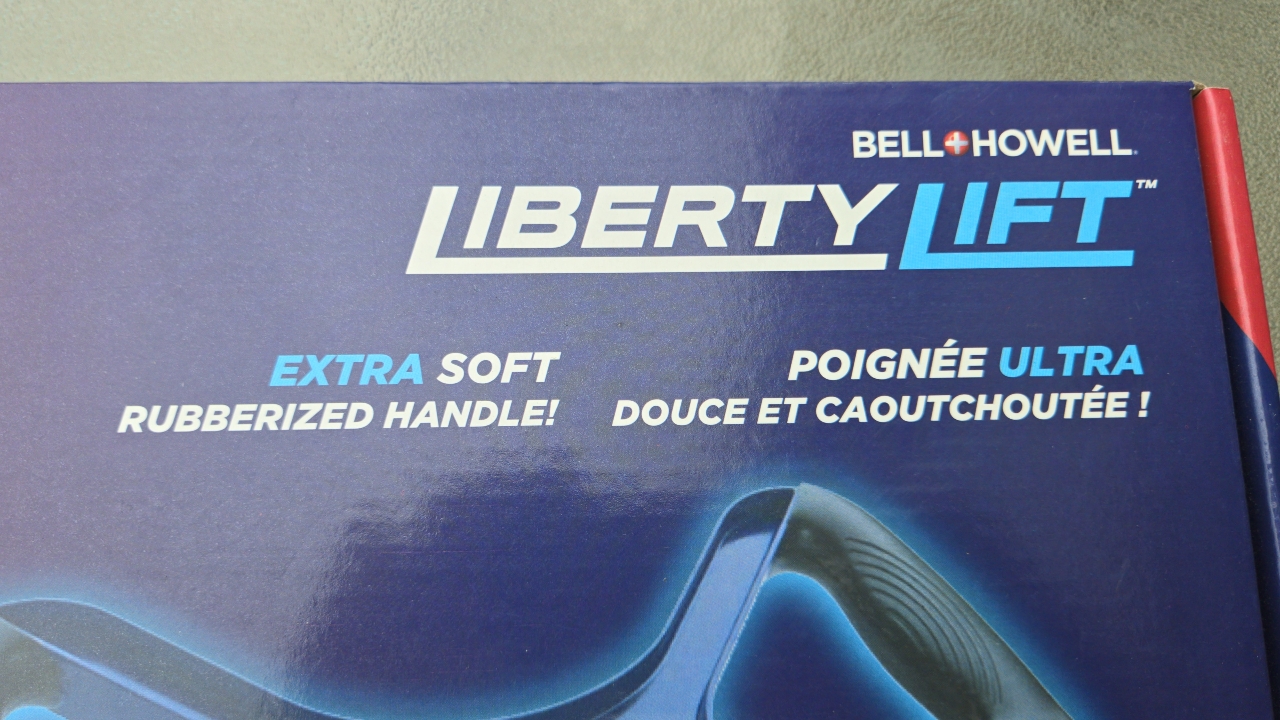 BELL+HOWELL
LIBERTY LIFT™
EXTRA SOFT
RUBBERIZED HANDLE!
POIGNÉE ULTRA
DOUCE ET CAOUTCHOUTÉE !